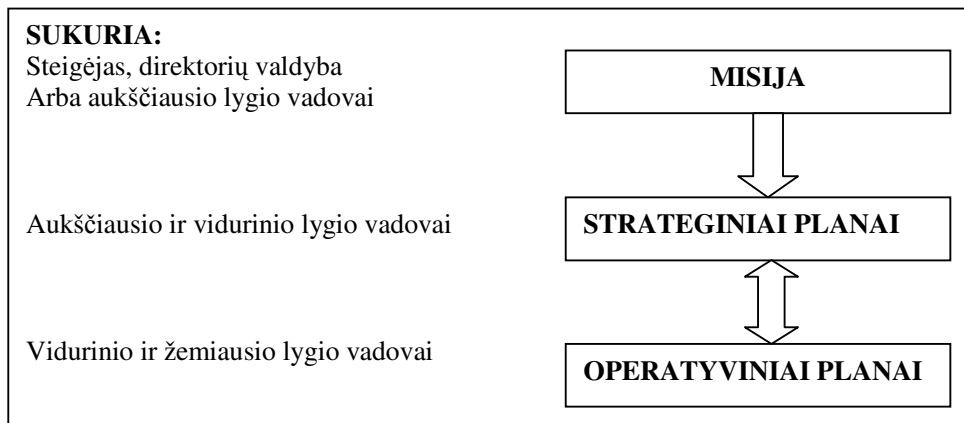 SUKURIA:
Steigėjas, direktorių valdyba
Arba aukščiausio lygio vadovai
MISIJA
Aukščiausio ir vidurinio lygio vadovai
STRATEGINIAI PLANAI
Vidurinio ir žemiausio lygio vadovai
OPERATYVINIAI PLANAI